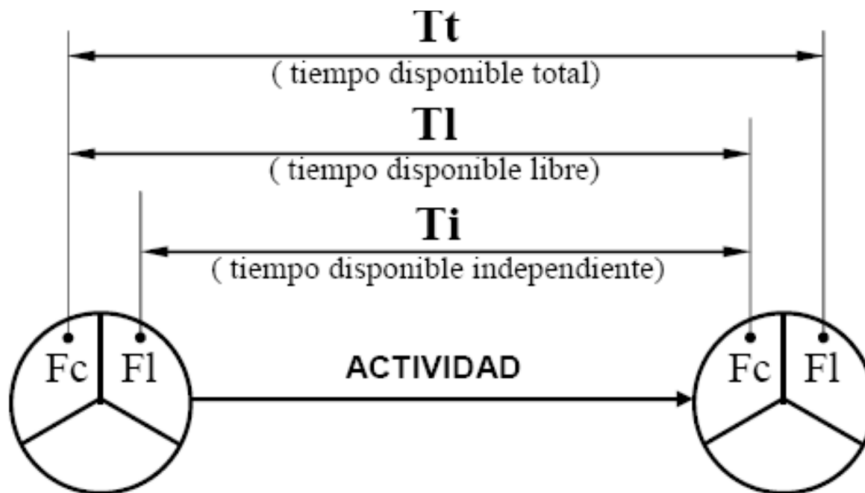 Tt
( tiempo disponible total)
Tl
( tiempo disponible libre)
Ti
( tiempo disponible independiente)
Fc Fl ACTIVIDAD Fc Fl